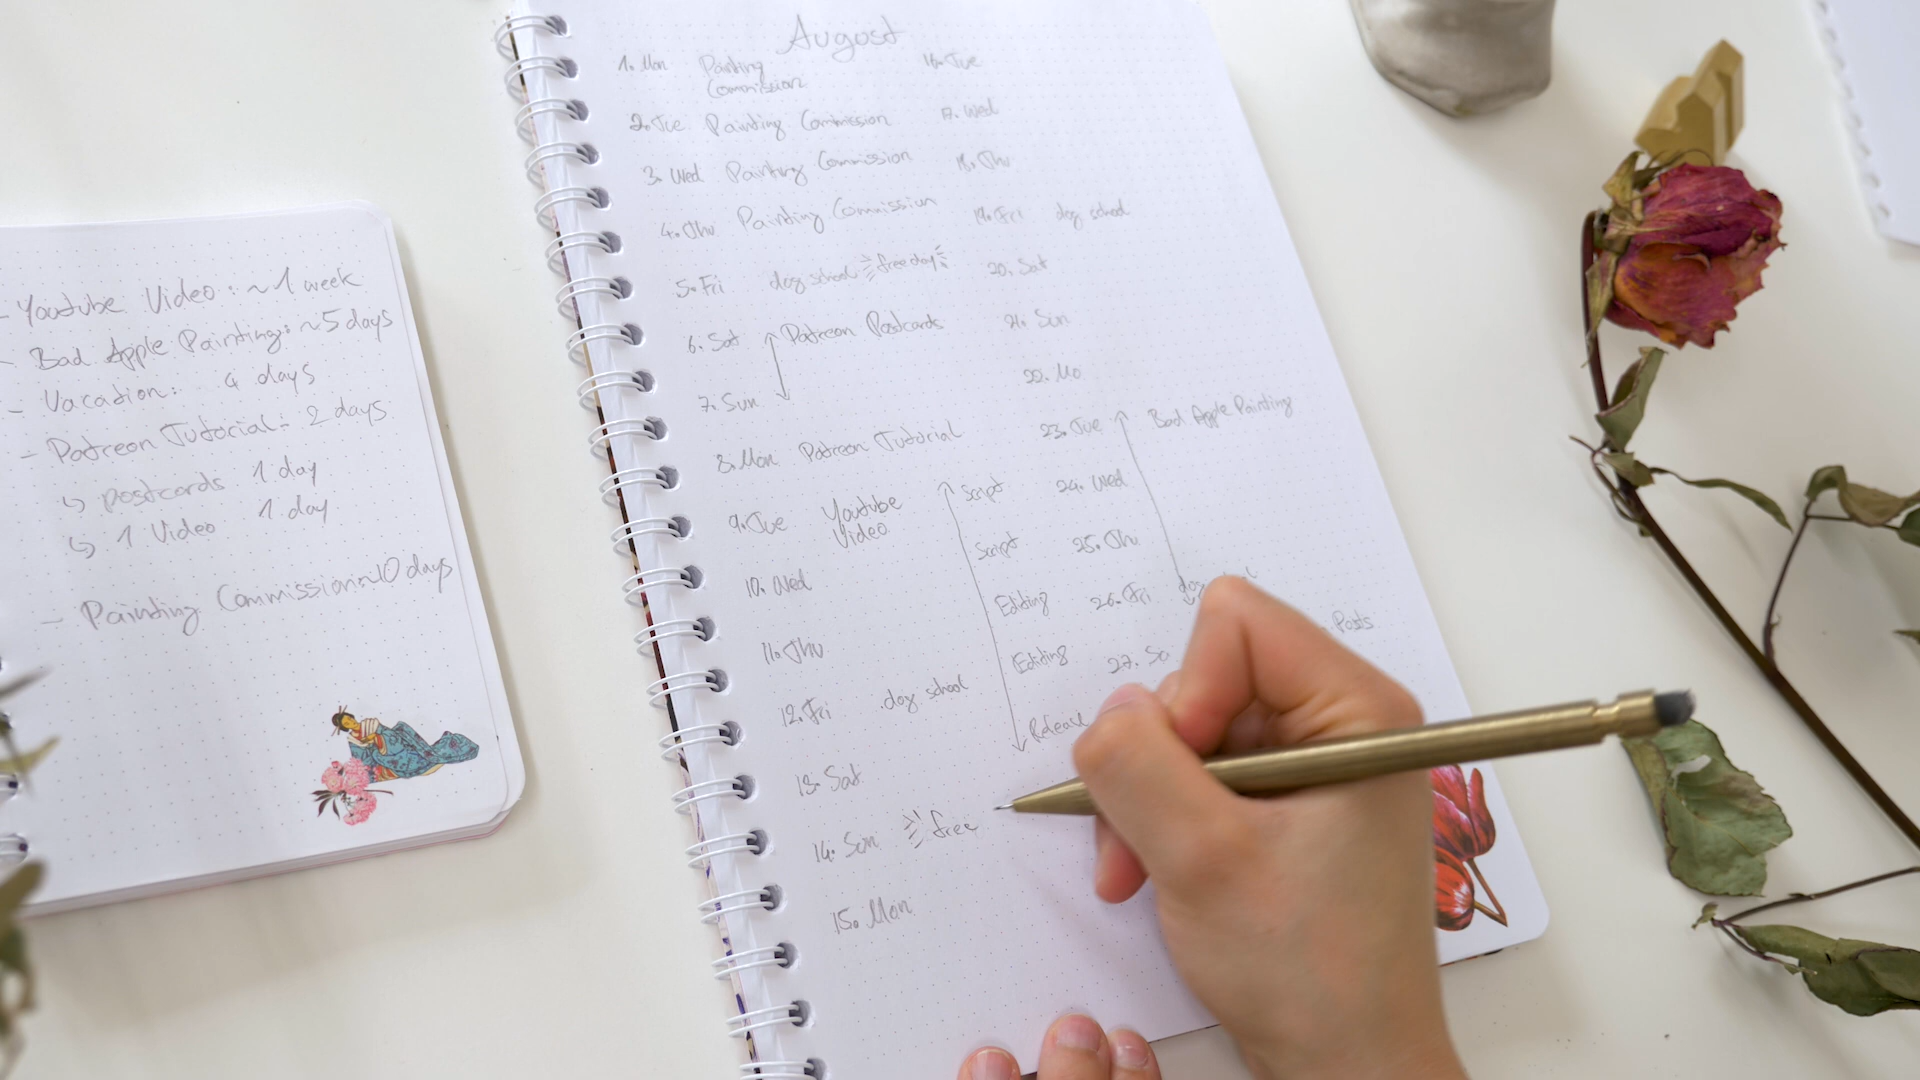 - Youtube Video: ~ 1 week
- Bad Apple Painting: ~5 days
- Vacation: 4 days
- Patreon Tutorial: 2 days
↳ postcards 1 day
↳ 1 Video 1 day
- Painting Commission ~10 days
August
1. Mon Painting
Commission
2. Tue Painting Commission
3. Wed Painting Commission
4. Thu Painting Commission
5. Fri dog school free day
6. Sat Patreon Postcards
7. Sun
8. Mon Patreon Tutorial
9. Tue Youtube Video Script
10. Wed Script
11. Thu Editing
12. Fri dog school Editing
13. Sat Release
14. Sun free
15. Mon
16. Tue
17. Wed
18. Thu
19. Fri dog school
20. Sat
21. Sun
22. Mo
23. Tue Bad Apple Painting
24. Wed
25. Thu
26. Fri dog
27. Sa Posts